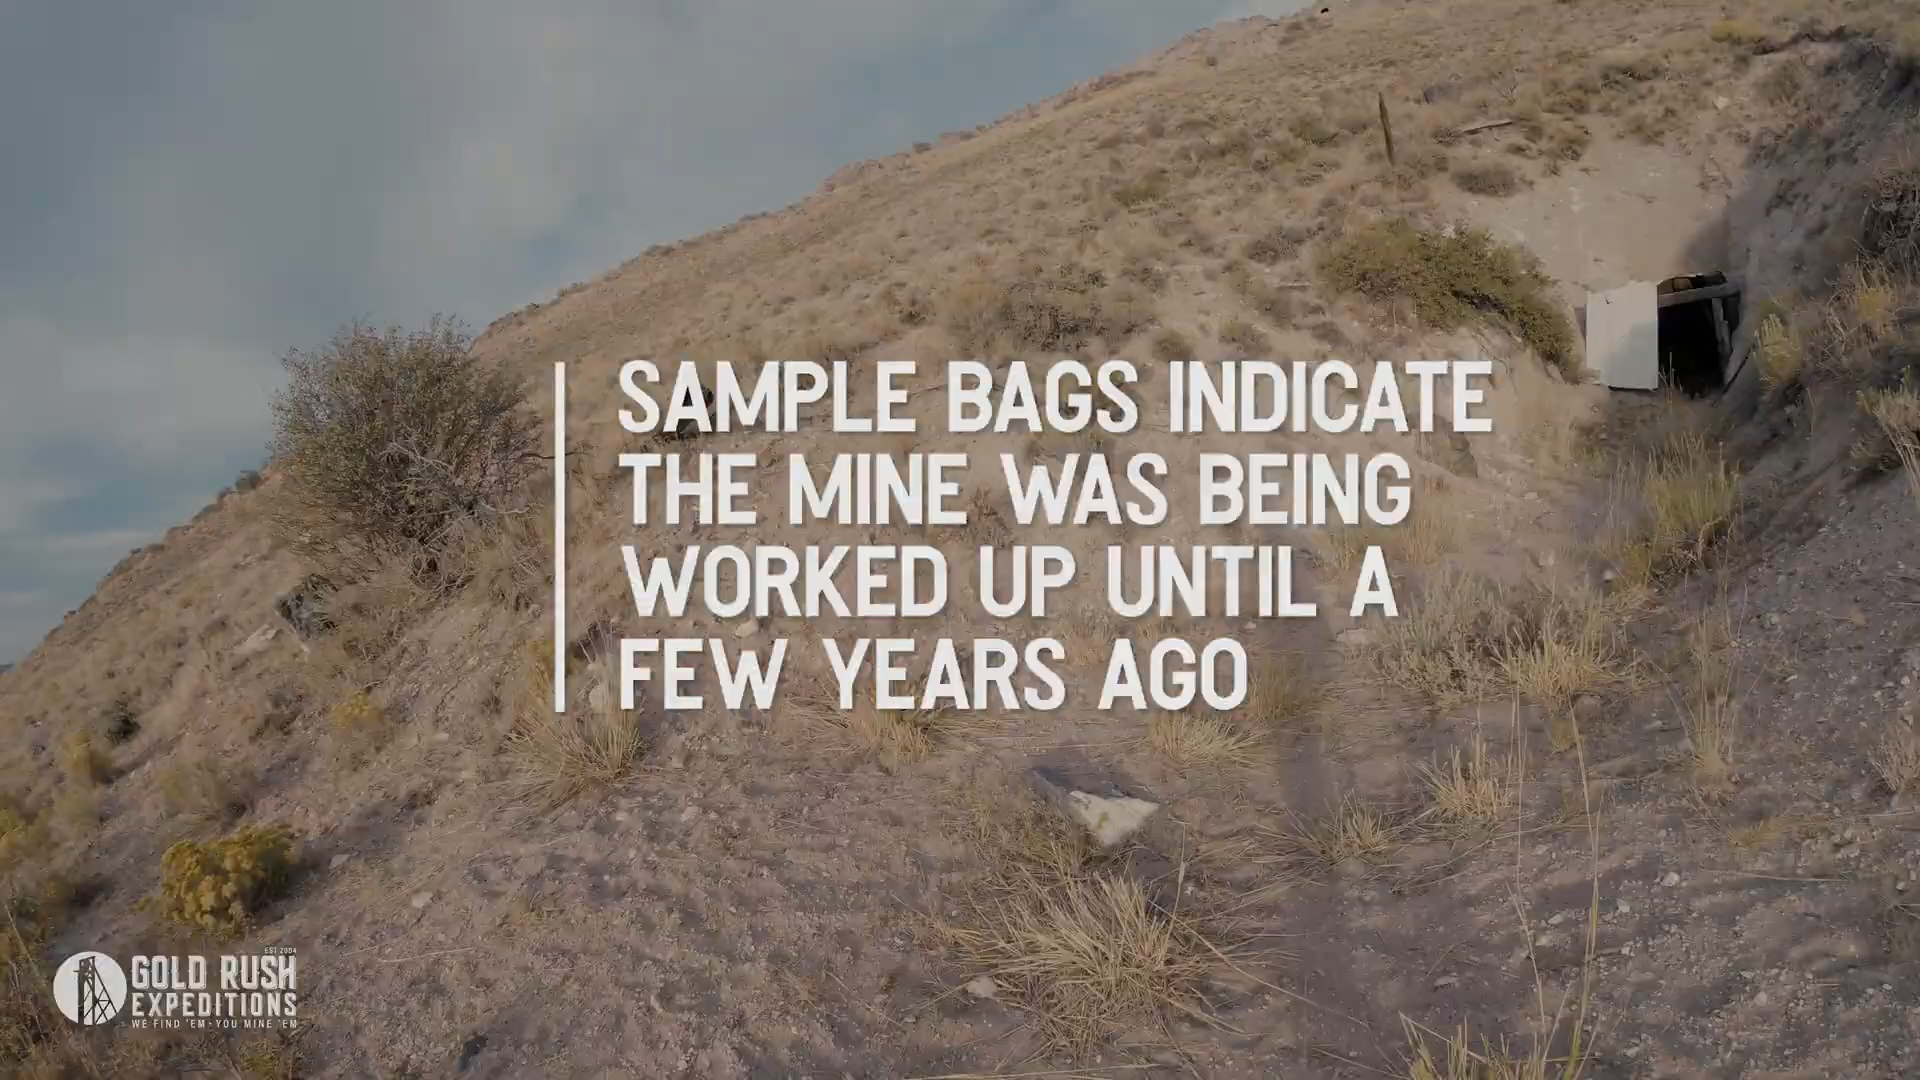 SAMPLE BAGS INDICATE
THE MINE WAS BEING
WORKED UP UNTIL A
FEW YEARS AGO
EST 2004
GOLD RUSH
EXPEDITIONS
WE FIND 'EM - YOU MINE 'EM